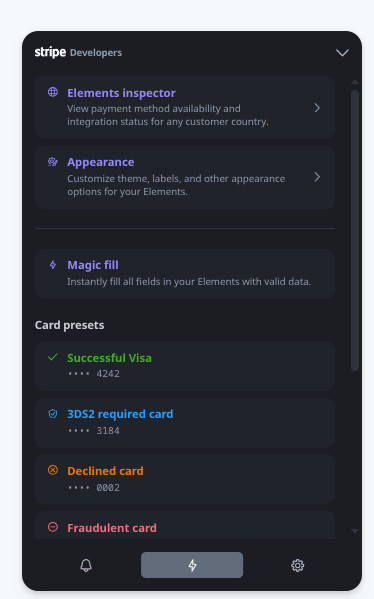 stripe Developers
Elements inspector
View payment method availability and
integration status for any customer country.
Appearance
Customize theme, labels, and other appearance
options for your Elements.
Magic fill
Instantly fill all fields in your Elements with valid data.
Card presets
Successful Visa
•••• 4242
3DS2 required card
•••• 3184
Declined card
•••• 0002
Fraudulent card